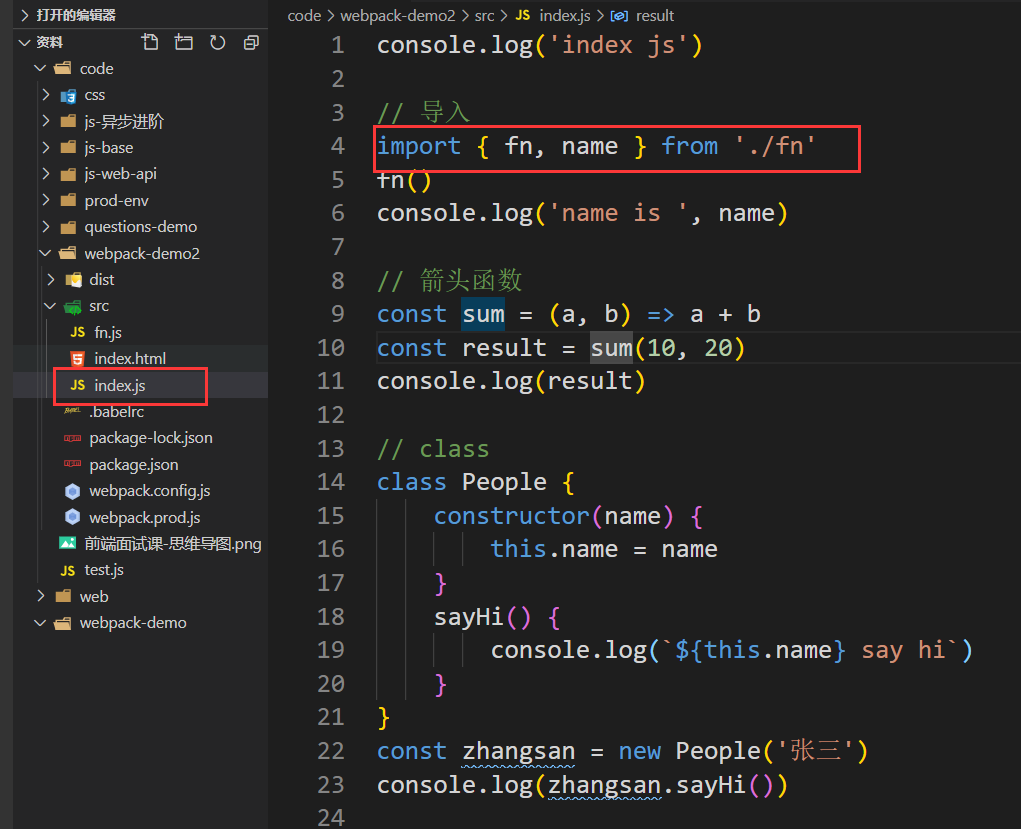 打开的编辑器
资料
code
css
js-异步进阶
js-base
js-web-api
prod-env
questions-demo
webpack-demo2
dist
src
fn.js
index.html
index.js
.babelrc
package-lock.json
package.json
webpack.config.js
webpack.prod.js
前端面试课-思维导图.png
test.js
web
webpack-demo
code > webpack-demo2 > src > JS index.js > result
1 console.log('index js')
2
3 // 导入
4 import { fn, name } from './fn'
5 fn()
6 console.log('name is ', name)
7
8 // 箭头函数
9 const sum = (a, b) => a + b
10 const result = sum(10, 20)
11 console.log(result)
12
13 // class
14 class People {
15 constructor(name) {
16 this.name = name
17 }
18 sayHi() {
19 console.log(`${this.name} say hi`)
20 }
21 }
22 const zhangsan = new People('张三')
23 console.log(zhangsan.sayHi())
24